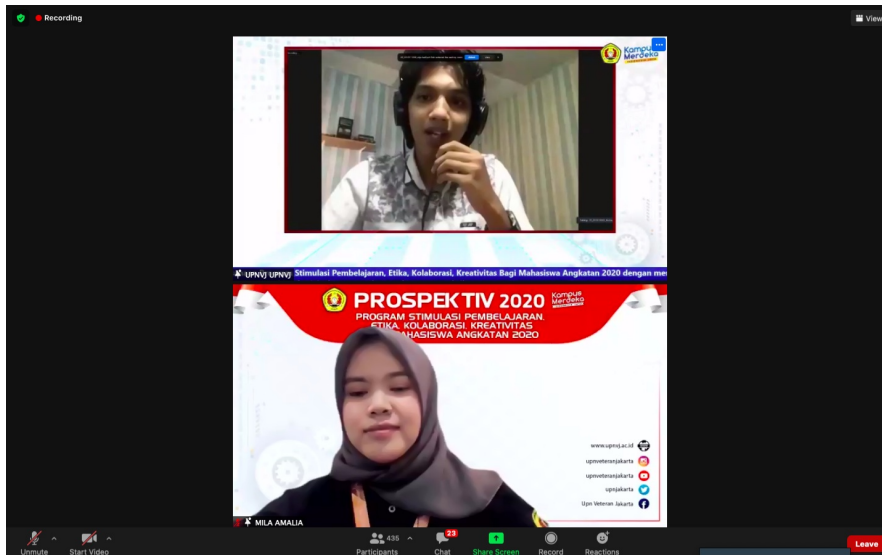 Recording
View
Kampus
Merdeka
UPNVJ UPNVJ
Stimulasi Pembelajaran, Etika, Kolaborasi, Kreativitas Bagi Mahasiswa Angkatan 2020 dengan me
PROSPEKTIV 2020
Kampus
Merdeka
PROGRAM STIMULASI PEMBELAJARAN,
ETIKA, KOLABORASI, KREATIVITAS
MAHASISWA ANGKATAN 2020
www.upnvj.ac.id
upnveteranjakarta
upnveteranjakarta
upnjakarta
Upn Veteran Jakarta
MILA AMALIA
Unmute
Start Video
435
Participants
23
Chat
Share Screen
Record
Reactions
Leave